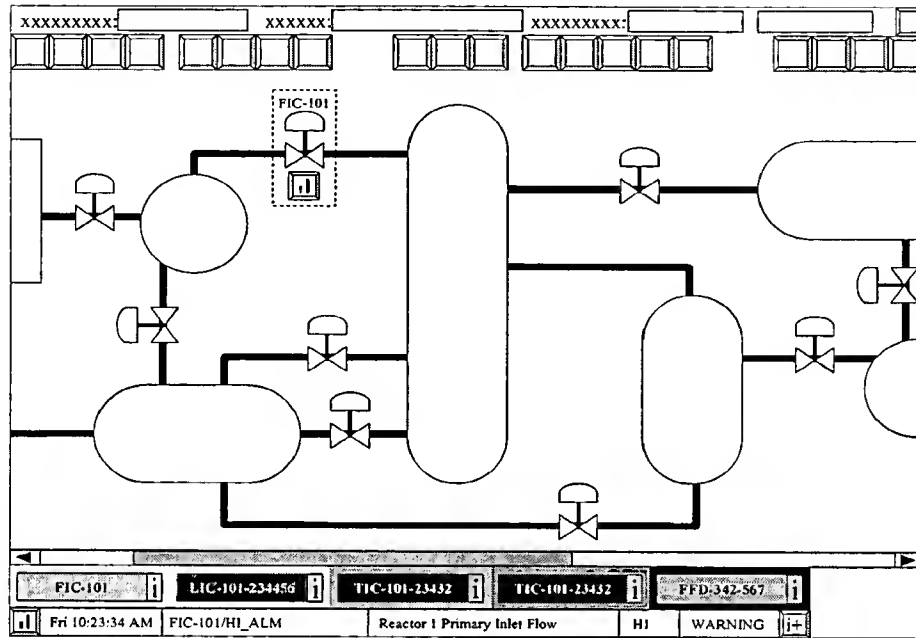 xxxxxxxxx: xxxxxx: xxxxxxxxx:
FIC-101
FIC-101 i LIC-101-234456 i TIC-101-23432 i TIC-101-23432 i FFD-342-567 i
Fri 10:23:34 AM FIC-101/HI_ALM Reactor 1 Primary Inlet Flow HI WARNING i+